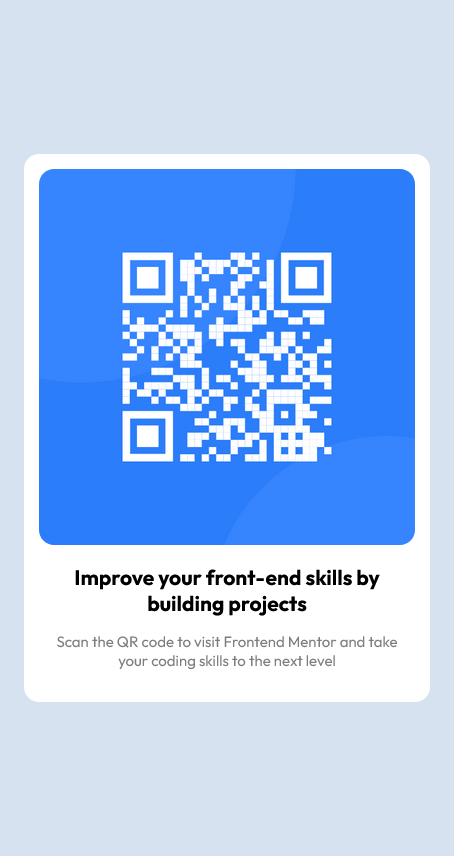 Improve your front-end skills by
building projects
Scan the QR code to visit Frontend Mentor and take
your coding skills to the next level